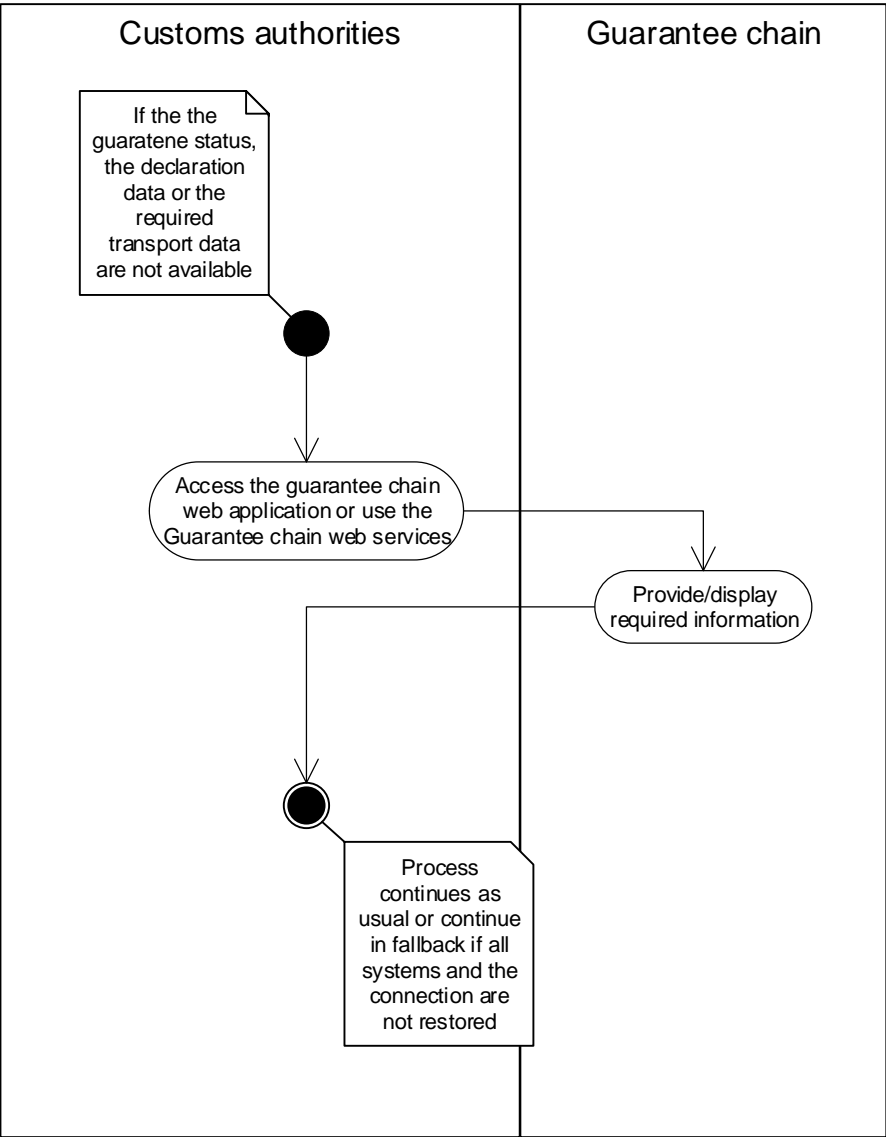 Customs authorities
Guarantee chain
If the the
guaratene status,
the declaration
data or the
required
transport data
are not available
Access the guarantee chain
web application or use the
Guarantee chain web services
Provide/display
required information
Process
continues as
usual or continue
in fallback if all
systems and the
connection are
not restored